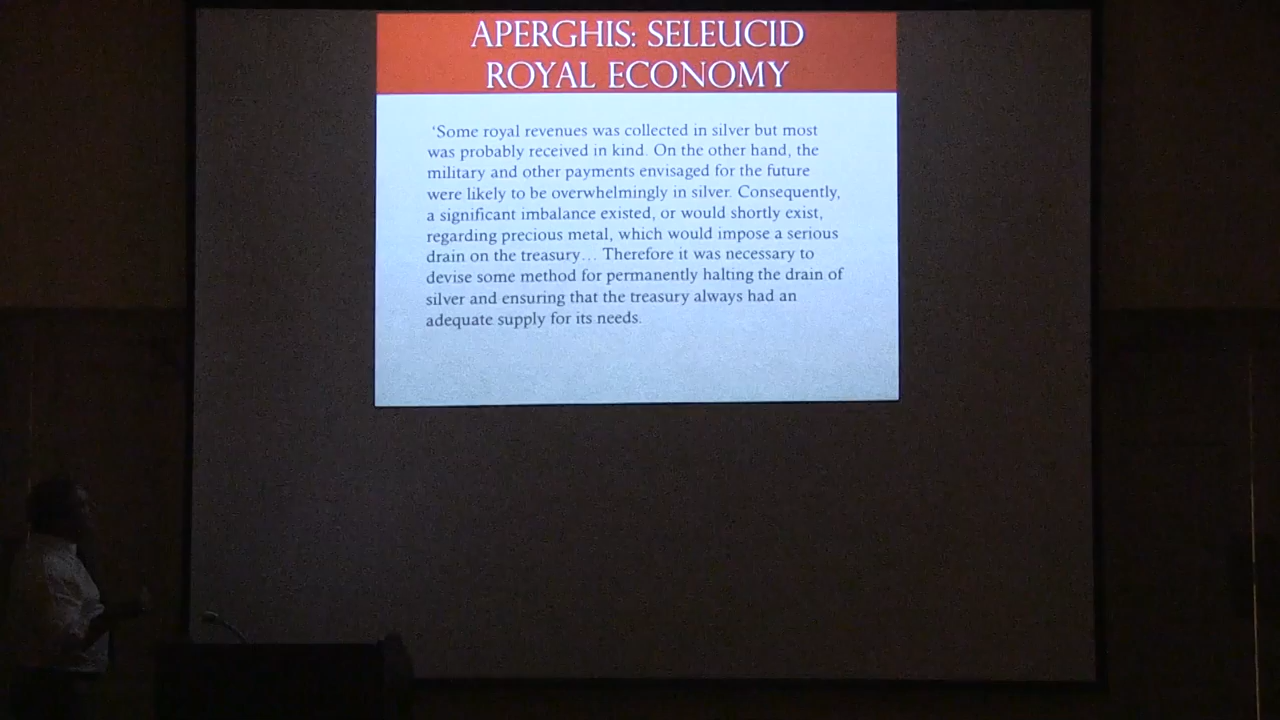 APERGHIS: SELEUCID
ROYAL ECONOMY
‘Some royal revenues was collected in silver but most
was probably received in kind. On the other hand, the
military and other payments envisaged for the future
were likely to be overwhelmingly in silver. Consequently,
a significant imbalance existed, or would shortly exist,
regarding precious metal, which would impose a serious
drain on the treasury... Therefore it was necessary to
devise some method for permanently halting the drain of
silver and ensuring that the treasury always had an
adequate supply for its needs.